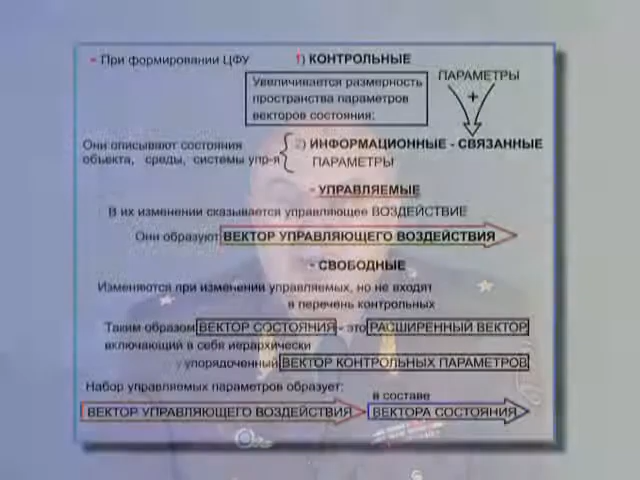 - При формировании ЦФУ 1) КОНТРОЛЬНЫЕ
Увеличивается размерность
пространства параметров
векторов состояния:
ПАРАМЕТРЫ
+
Они описывают состояния
объекта, среды, системы упр-я
2) ИНФОРМАЦИОННЫЕ - СВЯЗАННЫЕ
ПАРАМЕТРЫ
- УПРАВЛЯЕМЫЕ
В их изменении сказывается управляющее ВОЗДЕЙСТВИЕ
Они образуют ВЕКТОР УПРАВЛЯЮЩЕГО ВОЗДЕЙСТВИЯ
- СВОБОДНЫЕ
Изменяются при изменении управляемых, но не входят
в перечень контрольных
Таким образом ВЕКТОР СОСТОЯНИЯ - это РАСШИРЕННЫЙ ВЕКТОР
включающий в себя иерархически
упорядоченный ВЕКТОР КОНТРОЛЬНЫХ ПАРАМЕТРОВ
Набор управляемых параметров образует:
в составе
ВЕКТОР УПРАВЛЯЮЩЕГО ВОЗДЕЙСТВИЯ ВЕКТОРА СОСТОЯНИЯ